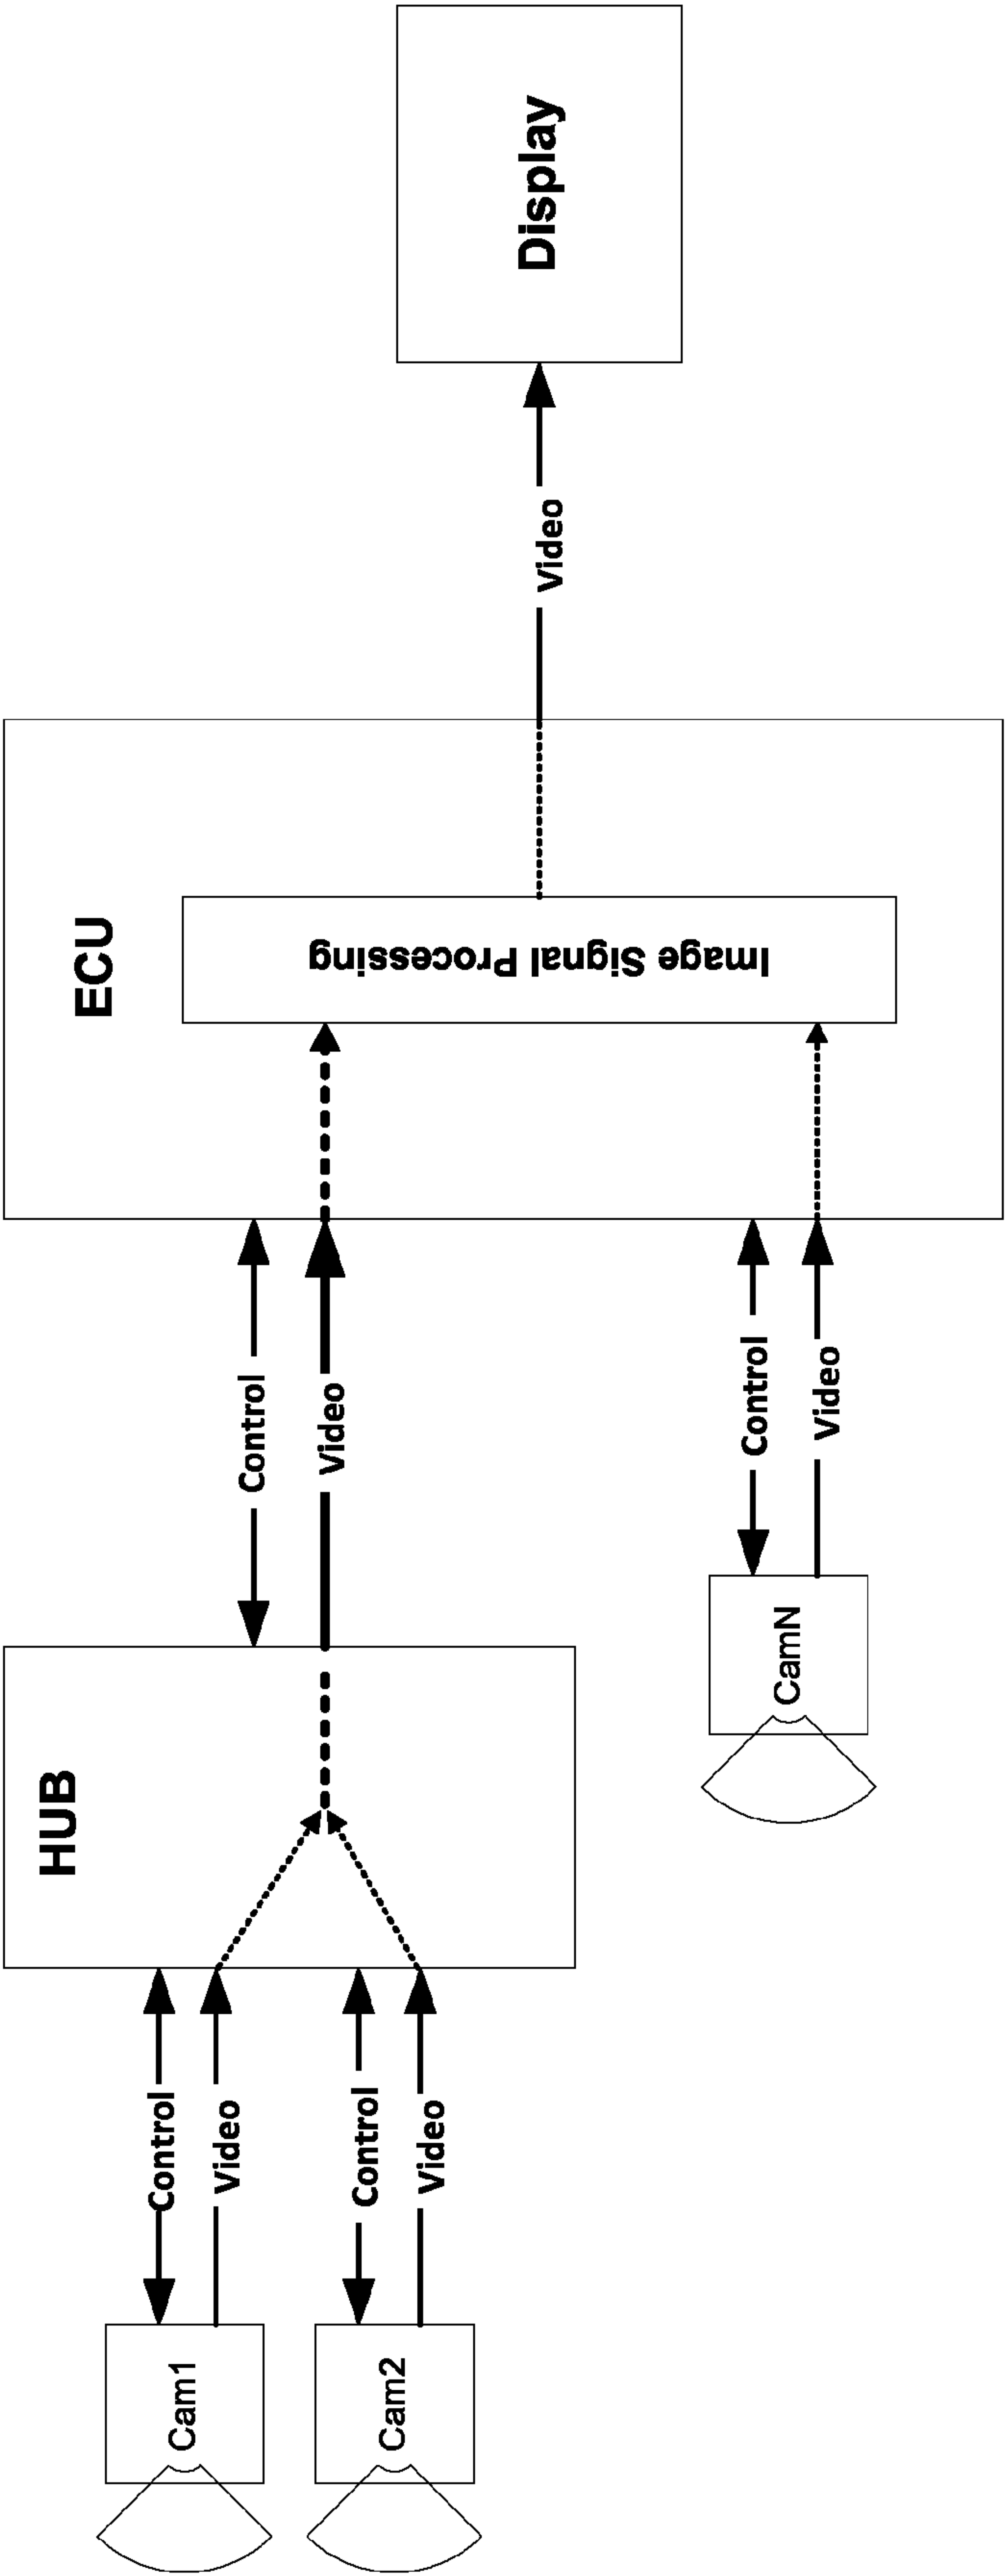 HUB
ECU
Control
Video
Cam1
Control
Video
Cam2
Control
Video
Control
Video
CamN
Image Signal Processing
Video
Display